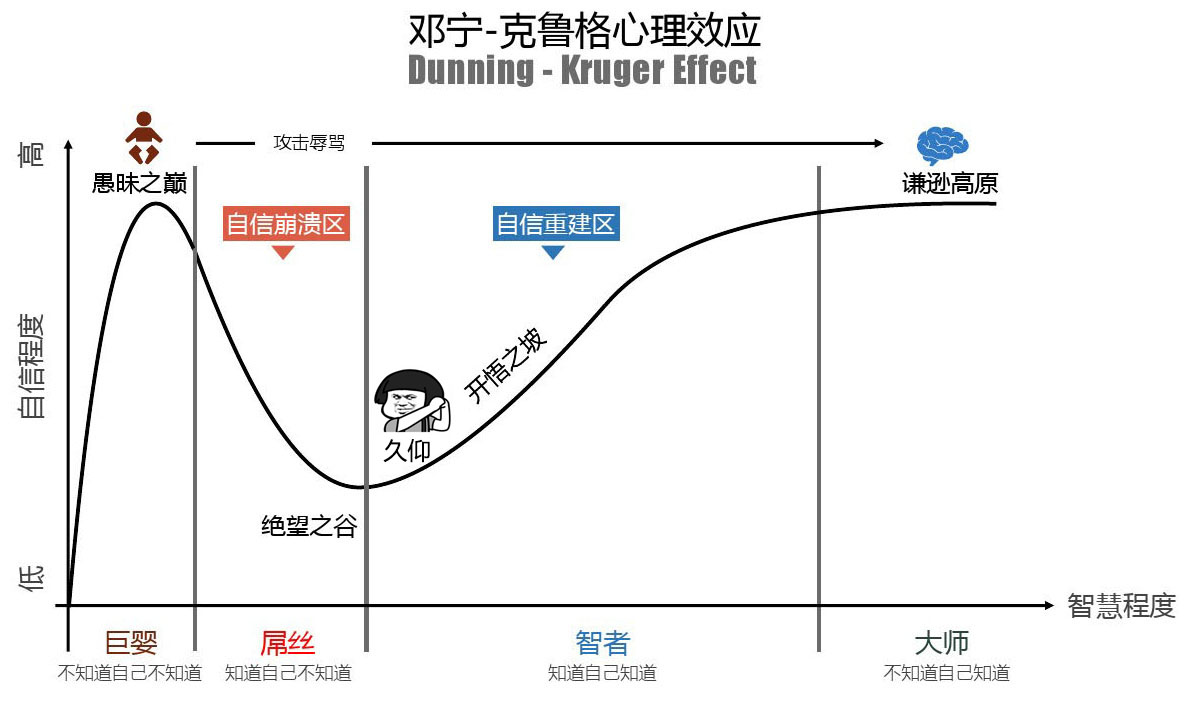 邓宁-克鲁格心理效应
Dunning - Kruger Effect
高
攻击辱骂
愚昧之巅
谦逊高原
自信崩溃区
自信重建区
自信程度
开悟之坡
久仰
绝望之谷
低
智慧程度
巨婴
屌丝
智者
大师
不知道自己不知道
知道自己不知道
知道自己知道
不知道自己知道